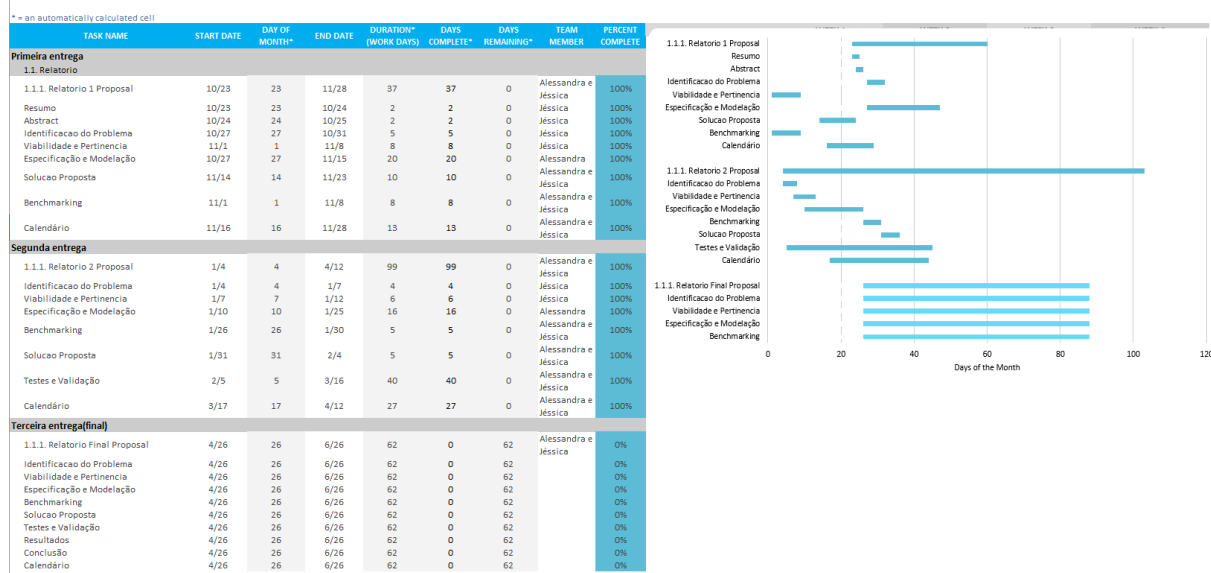 * = an automatically calculated cell
TASK NAME START DATE DAY OF MONTH* END DATE DURATION* (WORK DAYS) DAYS COMPLETE* DAYS REMAINING* TEAM MEMBER PERCENT COMPLETE
Primeira entrega
1.1. Relatorio
1.1.1. Relatorio 1 Proposal 10/23 23 11/28 37 37 0 Alessandra e Jéssica 100%
Resumo 10/23 23 10/24 2 2 0 Jéssica 100%
Abstract 10/24 24 10/25 2 2 0 Jéssica 100%
Identificacao do Problema 10/27 27 10/31 5 5 0 Jéssica 100%
Viabilidade e Pertinencia 11/1 1 11/8 8 8 0 Jéssica 100%
Especificação e Modelação 10/27 27 11/15 20 20 0 Alessandra 100%
Solucao Proposta 11/14 14 11/23 10 10 0 Alessandra e Jéssica 100%
Benchmarking 11/1 1 11/8 8 8 0 Alessandra e Jéssica 100%
Calendário 11/16 16 11/28 13 13 0 Alessandra e Jéssica 100%
Segunda entrega
1.1.1. Relatorio 2 Proposal 1/4 4 4/12 99 99 0 Alessandra e Jéssica 100%
Identificacao do Problema 1/4 4 1/7 4 4 0 Jéssica 100%
Viabilidade e Pertinencia 1/7 7 1/12 6 6 0 Jéssica 100%
Especificação e Modelação 1/10 10 1/25 16 16 0 Alessandra 100%
Benchmarking 1/26 26 1/30 5 5 0 Alessandra e Jéssica 100%
Solucao Proposta 1/31 31 2/4 5 5 0 Alessandra e Jéssica 100%
Testes e Validação 2/5 5 3/16 40 40 0 Alessandra e Jéssica 100%
Calendário 3/17 17 4/12 27 27 0 Alessandra e Jéssica 100%
Terceira entrega(final)
1.1.1. Relatorio Final Proposal 4/26 26 6/26 62 0 62 Alessandra e Jéssica 0%
Identificacao do Problema 4/26 26 6/26 62 0 62 0%
Viabilidade e Pertinencia 4/26 26 6/26 62 0 62 0%
Especificação e Modelação 4/26 26 6/26 62 0 62 0%
Benchmarking 4/26 26 6/26 62 0 62 0%
Solucao Proposta 4/26 26 6/26 62 0 62 0%
Testes e Validação 4/26 26 6/26 62 0 62 0%
Resultados 4/26 26 6/26 62 0 62 0%
Conclusão 4/26 26 6/26 62 0 62 0%
Calendário 4/26 26 6/26 62 0 62 0%
1.1.1. Relatorio 1 Proposal
Resumo
Abstract
Identificacao do Problema
Viabilidade e Pertinencia
Especificação e Modelação
Solucao Proposta
Benchmarking
Calendário
1.1.1. Relatorio 2 Proposal
Identificacao do Problema
Viabilidade e Pertinencia
Especificação e Modelação
Benchmarking
Solucao Proposta
Testes e Validação
Calendário
1.1.1. Relatorio Final Proposal
Identificacao do Problema
Viabilidade e Pertinencia
Especificação e Modelação
Benchmarking
0 20 40 60 80 100 120
Days of the Month